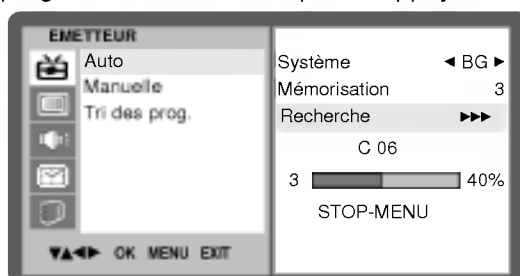 EMETTEUR
Auto
Manuelle
Tri des prog.
▼▲◄► OK MENU EXIT
Système ◄ BG ►
Mémorisation 3
Recherche ►►►
C 06
3 40%
STOP-MENU